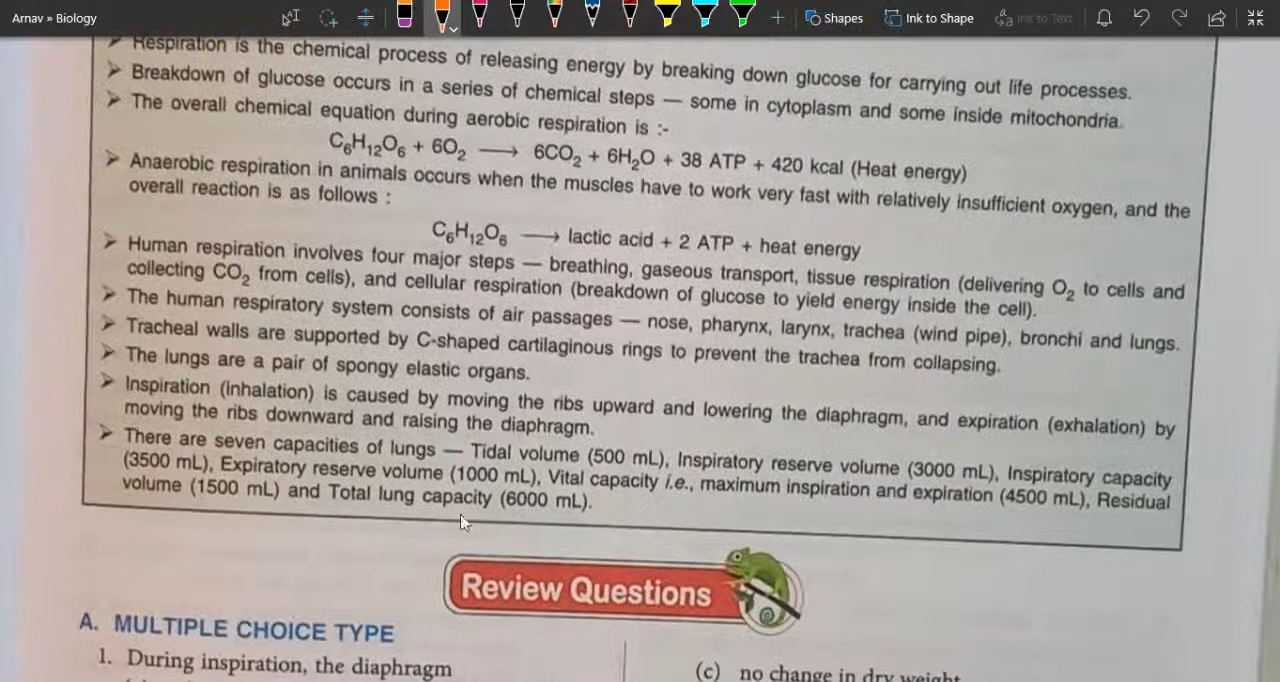 Arnav » Biology
Shapes
Ink to Shape
Ink to Text
➤ Respiration is the chemical process of releasing energy by breaking down glucose for carrying out life processes.
➤ Breakdown of glucose occurs in a series of chemical steps — some in cytoplasm and some inside mitochondria.
➤ The overall chemical equation during aerobic respiration is :-
C₆H₁₂O₆ + 6O₂ ⟶ 6CO₂ + 6H₂O + 38 ATP + 420 kcal (Heat energy)
➤ Anaerobic respiration in animals occurs when the muscles have to work very fast with relatively insufficient oxygen, and the
overall reaction is as follows :
C₆H₁₂O₆ ⟶ lactic acid + 2 ATP + heat energy
➤ Human respiration involves four major steps — breathing, gaseous transport, tissue respiration (delivering O₂ to cells and
collecting CO₂ from cells), and cellular respiration (breakdown of glucose to yield energy inside the cell).
➤ The human respiratory system consists of air passages — nose, pharynx, larynx, trachea (wind pipe), bronchi and lungs.
➤ Tracheal walls are supported by C-shaped cartilaginous rings to prevent the trachea from collapsing.
➤ The lungs are a pair of spongy elastic organs.
➤ Inspiration (inhalation) is caused by moving the ribs upward and lowering the diaphragm, and expiration (exhalation) by
moving the ribs downward and raising the diaphragm.
➤ There are seven capacities of lungs — Tidal volume (500 mL), Inspiratory reserve volume (3000 mL), Inspiratory capacity
(3500 mL), Expiratory reserve volume (1000 mL), Vital capacity i.e., maximum inspiration and expiration (4500 mL), Residual
volume (1500 mL) and Total lung capacity (6000 mL).
Review Questions
A. MULTIPLE CHOICE TYPE
1. During inspiration, the diaphragm
(c) no change in dry weight